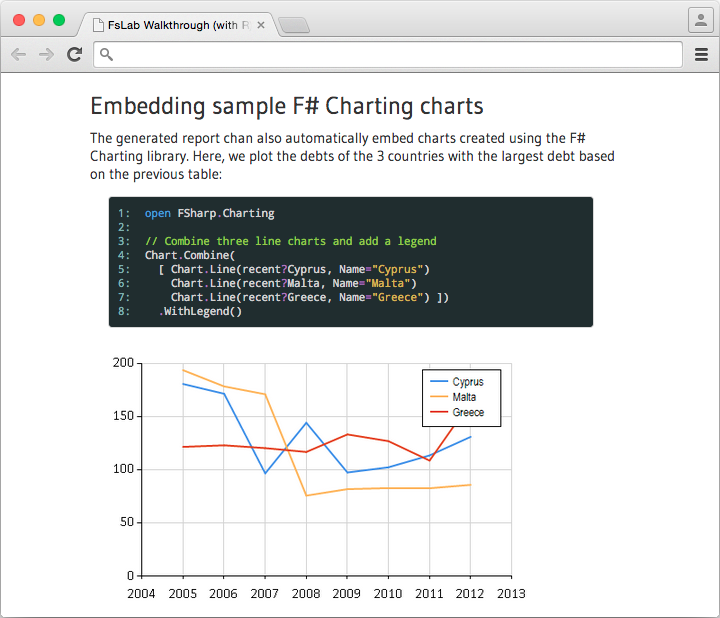 FsLab Walkthrough (with R
Embedding sample F# Charting charts
The generated report chan also automatically embed charts created using the F#
Charting library. Here, we plot the debts of the 3 countries with the largest debt based
on the previous table:
1: open FSharp.Charting
2:
3: // Combine three line charts and add a legend
4: Chart.Combine(
5: [ Chart.Line(recent?Cyprus, Name="Cyprus")
6: Chart.Line(recent?Malta, Name="Malta")
7: Chart.Line(recent?Greece, Name="Greece") ])
8: .WithLegend()
200
150
100
50
0
Cyprus
Malta
Greece
2004 2005 2006 2007 2008 2009 2010 2011 2012 2013